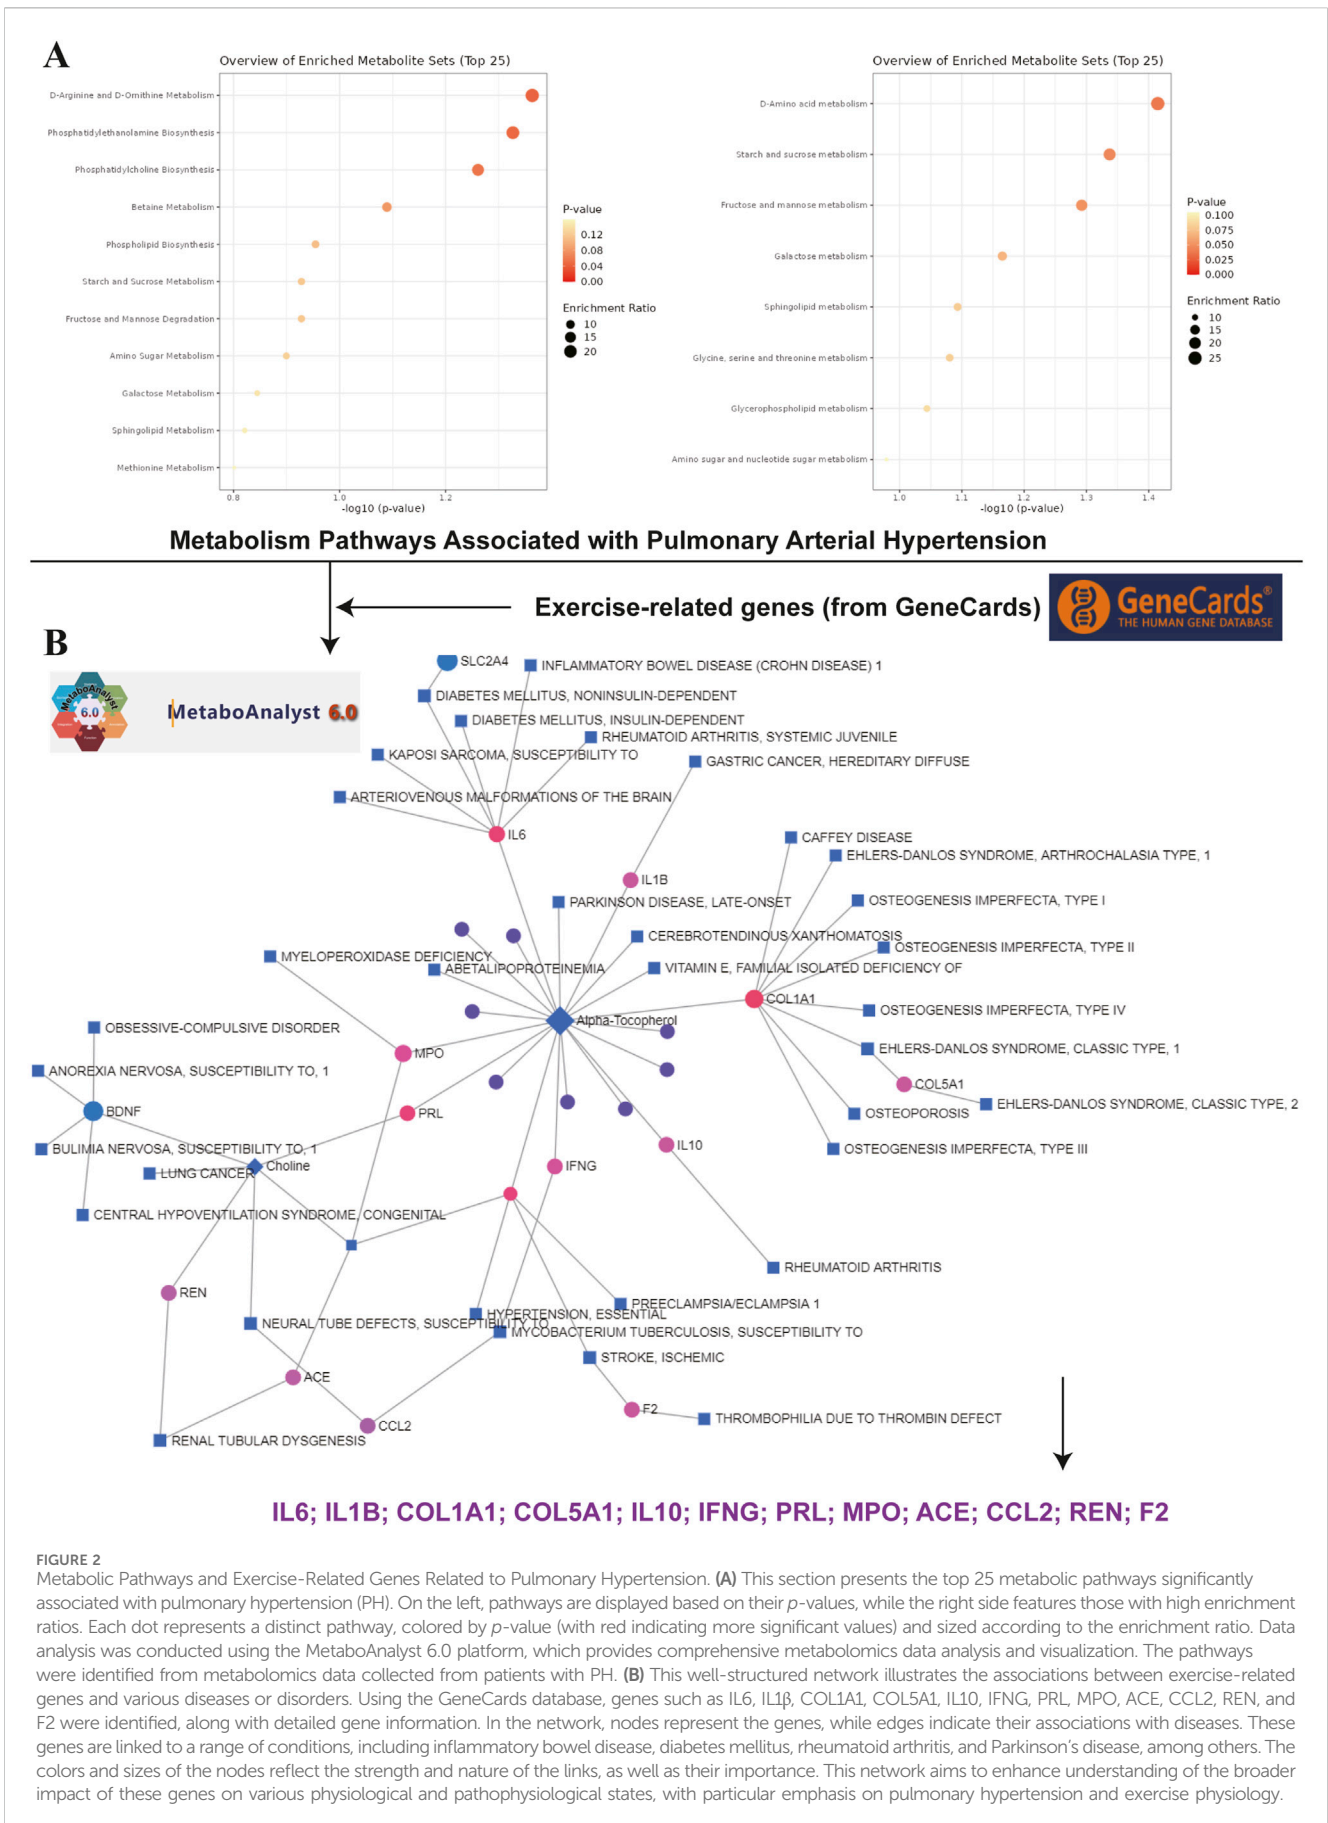 A
Overview of Enriched Metabolite Sets (Top 25)
D-Arginine and D-Ornithine Metabolism
Phosphatidylethanolamine Biosynthesis
Phosphatidylcholine Biosynthesis
Betaine Metabolism
Phospholipid Biosynthesis
Starch and Sucrose Metabolism
Fructose and Mannose Degradation
Amino Sugar Metabolism
Galactose Metabolism
Sphingolipid Metabolism
Methionine Metabolism
0.8 1.0 1.2
-log10 (p-value)
P-value
0.12
0.08
0.04
0.00
Enrichment Ratio
10
15
20
Overview of Enriched Metabolite Sets (Top 25)
D-Amino acid metabolism
Starch and sucrose metabolism
Fructose and mannose metabolism
Galactose metabolism
Sphingolipid metabolism
Glycine, serine and threonine metabolism
Glycerophospholipid metabolism
Amino sugar and nucleotide sugar metabolism
1.0 1.1 1.2 1.3 1.4
-log10 (p-value)
P-value
0.100
0.075
0.050
0.025
0.000
Enrichment Ratio
10
15
20
25
Metabolism Pathways Associated with Pulmonary Arterial Hypertension
Exercise-related genes (from GeneCards)
GeneCards®
THE HUMAN GENE DATABASE
B
MetaboAnalyst
6.0
MetaboAnalyst 6.0
SLC2A4
INFLAMMATORY BOWEL DISEASE (CROHN DISEASE) 1
DIABETES MELLITUS, NONINSULIN-DEPENDENT
DIABETES MELLITUS, INSULIN-DEPENDENT
RHEUMATOID ARTHRITIS, SYSTEMIC JUVENILE
KAPOSI SARCOMA, SUSCEPTIBILITY TO
GASTRIC CANCER, HEREDITARY DIFFUSE
ARTERIOVENOUS MALFORMATIONS OF THE BRAIN
IL6
CAFFEY DISEASE
EHLERS-DANLOS SYNDROME, ARTHROCHALASIA TYPE, 1
IL1B
PARKINSON DISEASE, LATE-ONSET
OSTEOGENESIS IMPERFECTA, TYPE I
CEREBROTENDINOUS XANTHOMATOSIS
OSTEOGENESIS IMPERFECTA, TYPE II
MYELOPEROXIDASE DEFICIENCY
ABETALIPOPROTEINEMIA
VITAMIN E, FAMILIAL ISOLATED DEFICIENCY OF
COL1A1
OSTEOGENESIS IMPERFECTA, TYPE IV
Alpha-Tocopherol
OBSESSIVE-COMPULSIVE DISORDER
EHLERS-DANLOS SYNDROME, CLASSIC TYPE, 1
MPO
ANOREXIA NERVOSA, SUSCEPTIBILITY TO, 1
COL5A1
EHLERS-DANLOS SYNDROME, CLASSIC TYPE, 2
BDNF
PRL
OSTEOPOROSIS
BULIMIA NERVOSA, SUSCEPTIBILITY TO, 1
IL10
OSTEOGENESIS IMPERFECTA, TYPE III
LUNG CANCER
Choline
IFNG
CENTRAL HYPOVENTILATION SYNDROME, CONGENITAL
RHEUMATOID ARTHRITIS
REN
PREECLAMPSIA/ECLAMPSIA 1
HYPERTENSION, ESSENTIAL
NEURAL TUBE DEFECTS, SUSCEPTIBILITY TO
MYCOBACTERIUM TUBERCULOSIS, SUSCEPTIBILITY TO
STROKE, ISCHEMIC
ACE
F2
THROMBOPHILIA DUE TO THROMBIN DEFECT
CCL2
RENAL TUBULAR DYSGENESIS
IL6; IL1B; COL1A1; COL5A1; IL10; IFNG; PRL; MPO; ACE; CCL2; REN; F2
FIGURE 2
Metabolic Pathways and Exercise-Related Genes Related to Pulmonary Hypertension. (A) This section presents the top 25 metabolic pathways significantly
associated with pulmonary hypertension (PH). On the left, pathways are displayed based on their p-values, while the right side features those with high enrichment
ratios. Each dot represents a distinct pathway, colored by p-value (with red indicating more significant values) and sized according to the enrichment ratio. Data
analysis was conducted using the MetaboAnalyst 6.0 platform, which provides comprehensive metabolomics data analysis and visualization. The pathways
were identified from metabolomics data collected from patients with PH. (B) This well-structured network illustrates the associations between exercise-related
genes and various diseases or disorders. Using the GeneCards database, genes such as IL6, IL1β, COL1A1, COL5A1, IL10, IFNG, PRL, MPO, ACE, CCL2, REN, and
F2 were identified, along with detailed gene information. In the network, nodes represent the genes, while edges indicate their associations with diseases. These
genes are linked to a range of conditions, including inflammatory bowel disease, diabetes mellitus, rheumatoid arthritis, and Parkinson's disease, among others. The
colors and sizes of the nodes reflect the strength and nature of the links, as well as their importance. This network aims to enhance understanding of the broader
impact of these genes on various physiological and pathophysiological states, with particular emphasis on pulmonary hypertension and exercise physiology.